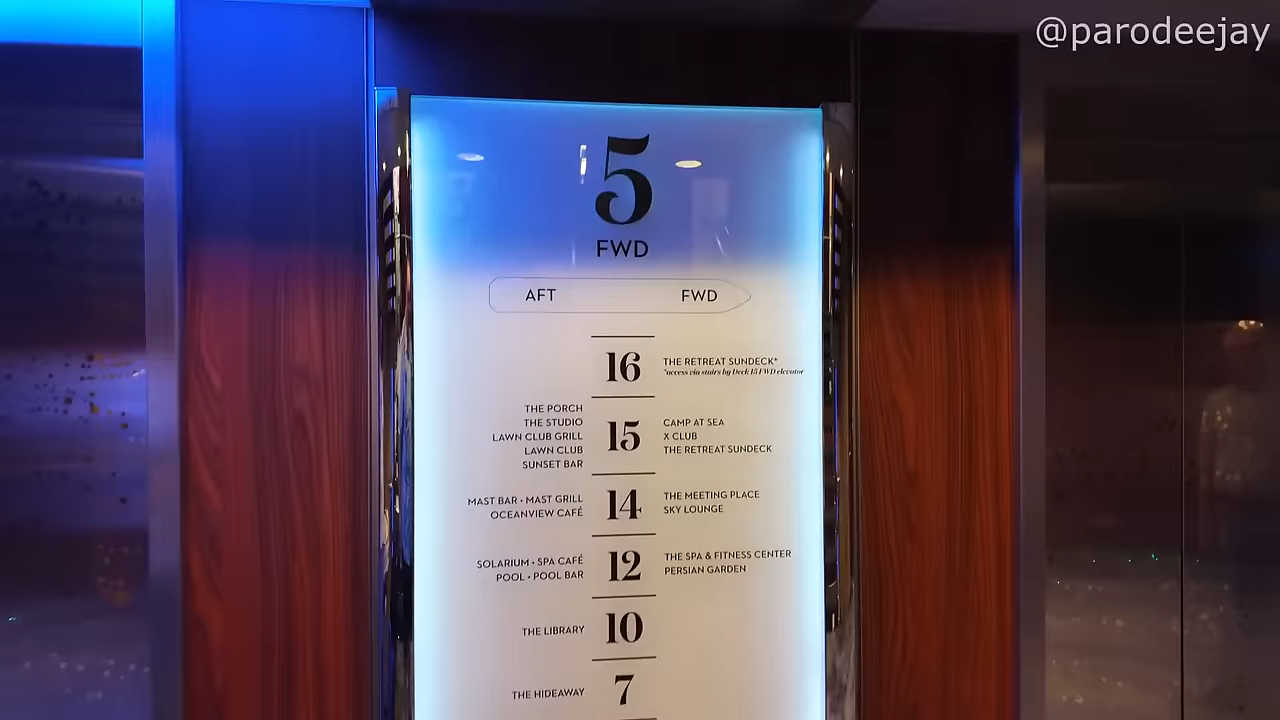 @parodeejay
5
FWD
AFT FWD
16
THE RETREAT SUNDECK*
*access via stairs by Deck 15 FWD elevator
THE PORCH
THE STUDIO
LAWN CLUB GRILL
LAWN CLUB
SUNSET BAR
15
CAMP AT SEA
X CLUB
THE RETREAT SUNDECK
MAST BAR • MAST GRILL
OCEANVIEW CAFÉ
14
THE MEETING PLACE
SKY LOUNGE
SOLARIUM • SPA CAFÉ
POOL • POOL BAR
12
THE SPA & FITNESS CENTER
PERSIAN GARDEN
THE LIBRARY
10
THE HIDEAWAY
7